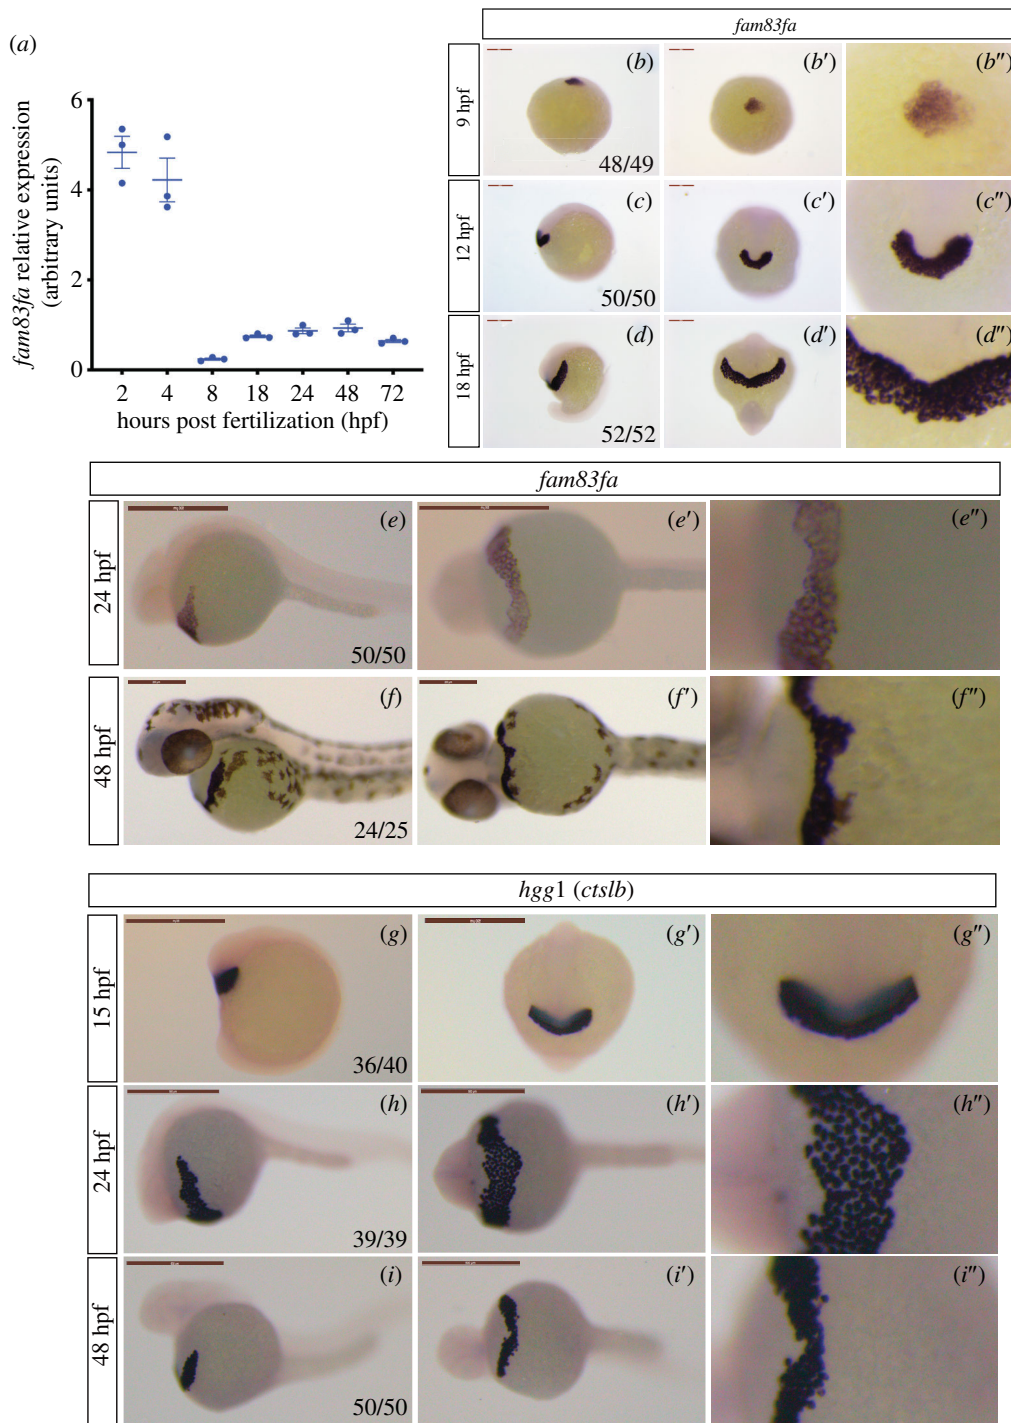 (a)
fam83fa relative expression
(arbitrary units)
6
4
2
0
2 4 8 18 24 48 72
hours post fertilization (hpf)
fam83fa
9 hpf
(b)
48/49
(b′)
(b″)
12 hpf
(c)
50/50
(c′)
(c″)
18 hpf
(d)
52/52
(d′)
(d″)
fam83fa
24 hpf
(e)
50/50
(e′)
(e″)
48 hpf
(f)
24/25
(f′)
(f″)
hgg1 (ctslb)
15 hpf
(g)
36/40
(g′)
(g″)
24 hpf
(h)
39/39
(h′)
(h″)
48 hpf
(i)
50/50
(i′)
(i″)